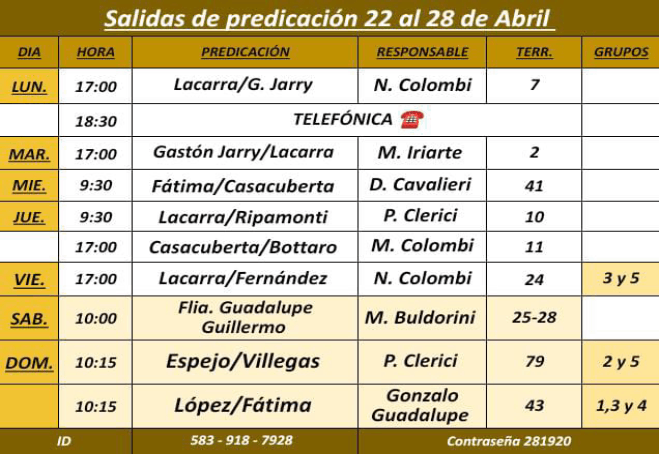 Salidas de predicación 22 al 28 de Abril
DIA HORA PREDICACIÓN RESPONSABLE TERR. GRUPOS
LUN. 17:00 Lacarra/G. Jarry N. Colombi 7
18:30 TELEFÓNICA ☎️
MAR. 17:00 Gastón Jarry/Lacarra M. Iriarte 2
MIE. 9:30 Fátima/Casacuberta D. Cavalieri 41
JUE. 9:30 Lacarra/Ripamonti P. Clerici 10
17:00 Casacuberta/Bottaro M. Colombi 11
VIE. 17:00 Lacarra/Fernández N. Colombi 24 3 y 5
SAB. 10:00 Flia. Guadalupe
Guillermo M. Buldorini 25-28
DOM. 10:15 Espejo/Villegas P. Clerici 79 2 y 5
10:15 López/Fátima Gonzalo
Guadalupe 43 1,3 y 4
ID 583 - 918 - 7928 Contraseña 281920